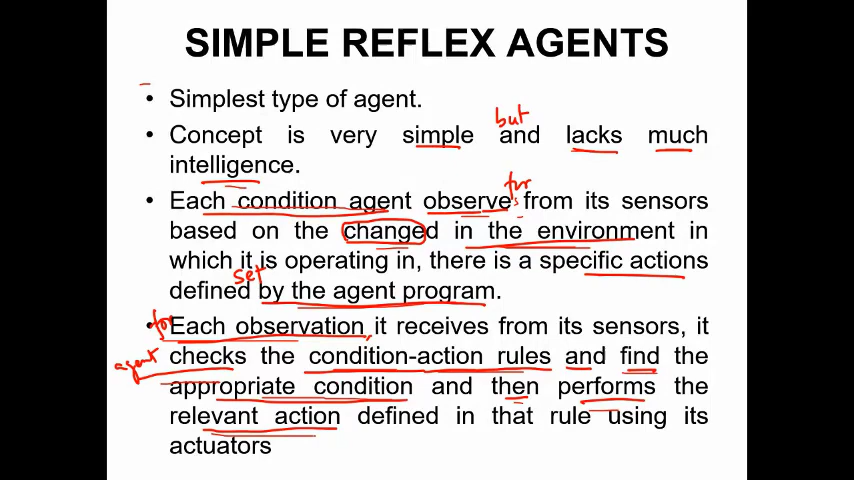 SIMPLE REFLEX AGENTS
• Simplest type of agent.
but
• Concept is very simple and lacks much
intelligence.
for
• Each condition agent observe from its sensors
based on the changed in the environment in
which it is operating in, there is a specific actions
set
defined by the agent program.
for
• Each observation it receives from its sensors, it
agent
checks the condition-action rules and find the
appropriate condition and then performs the
relevant action defined in that rule using its
actuators